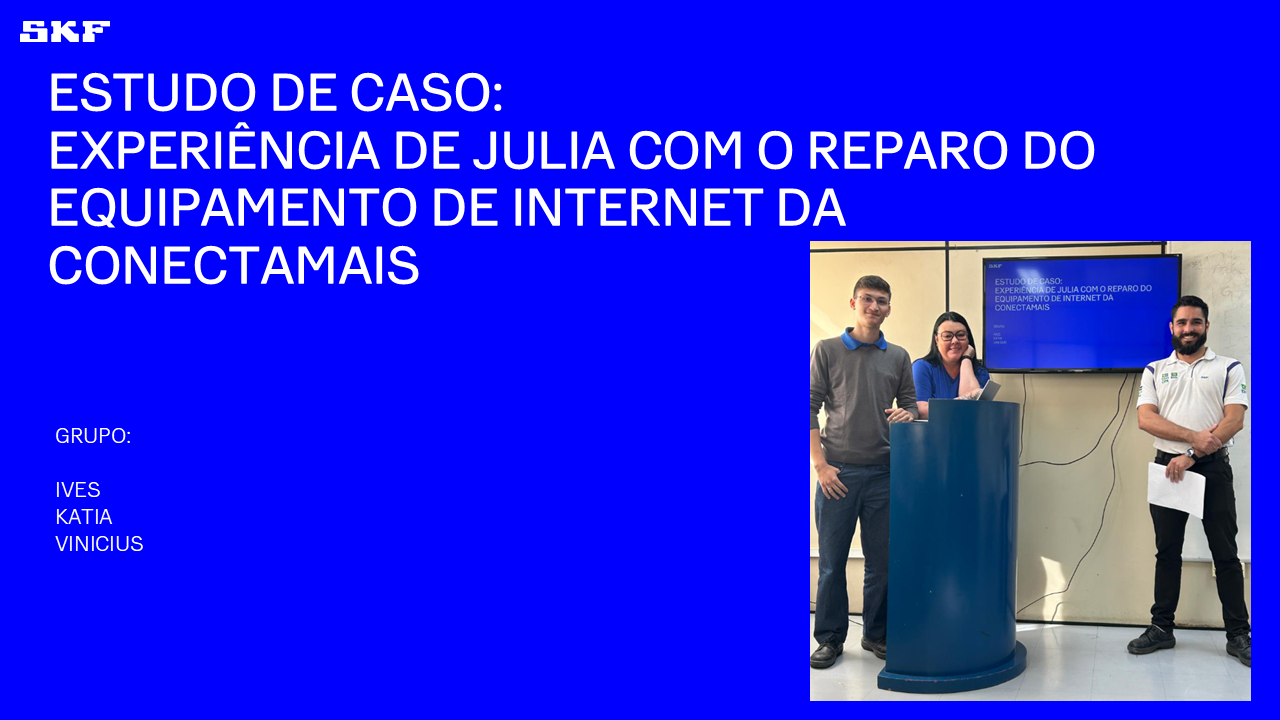 SKF
ESTUDO DE CASO:
EXPERIÊNCIA DE JULIA COM O REPARO DO
EQUIPAMENTO DE INTERNET DA
CONECTAMAIS
GRUPO:
IVES
KATIA
VINICIUS
SKF
ESTUDO DE CASO:
EXPERIÊNCIA DE JULIA COM O REPARO DO
EQUIPAMENTO DE INTERNET DA
CONECTAMAIS